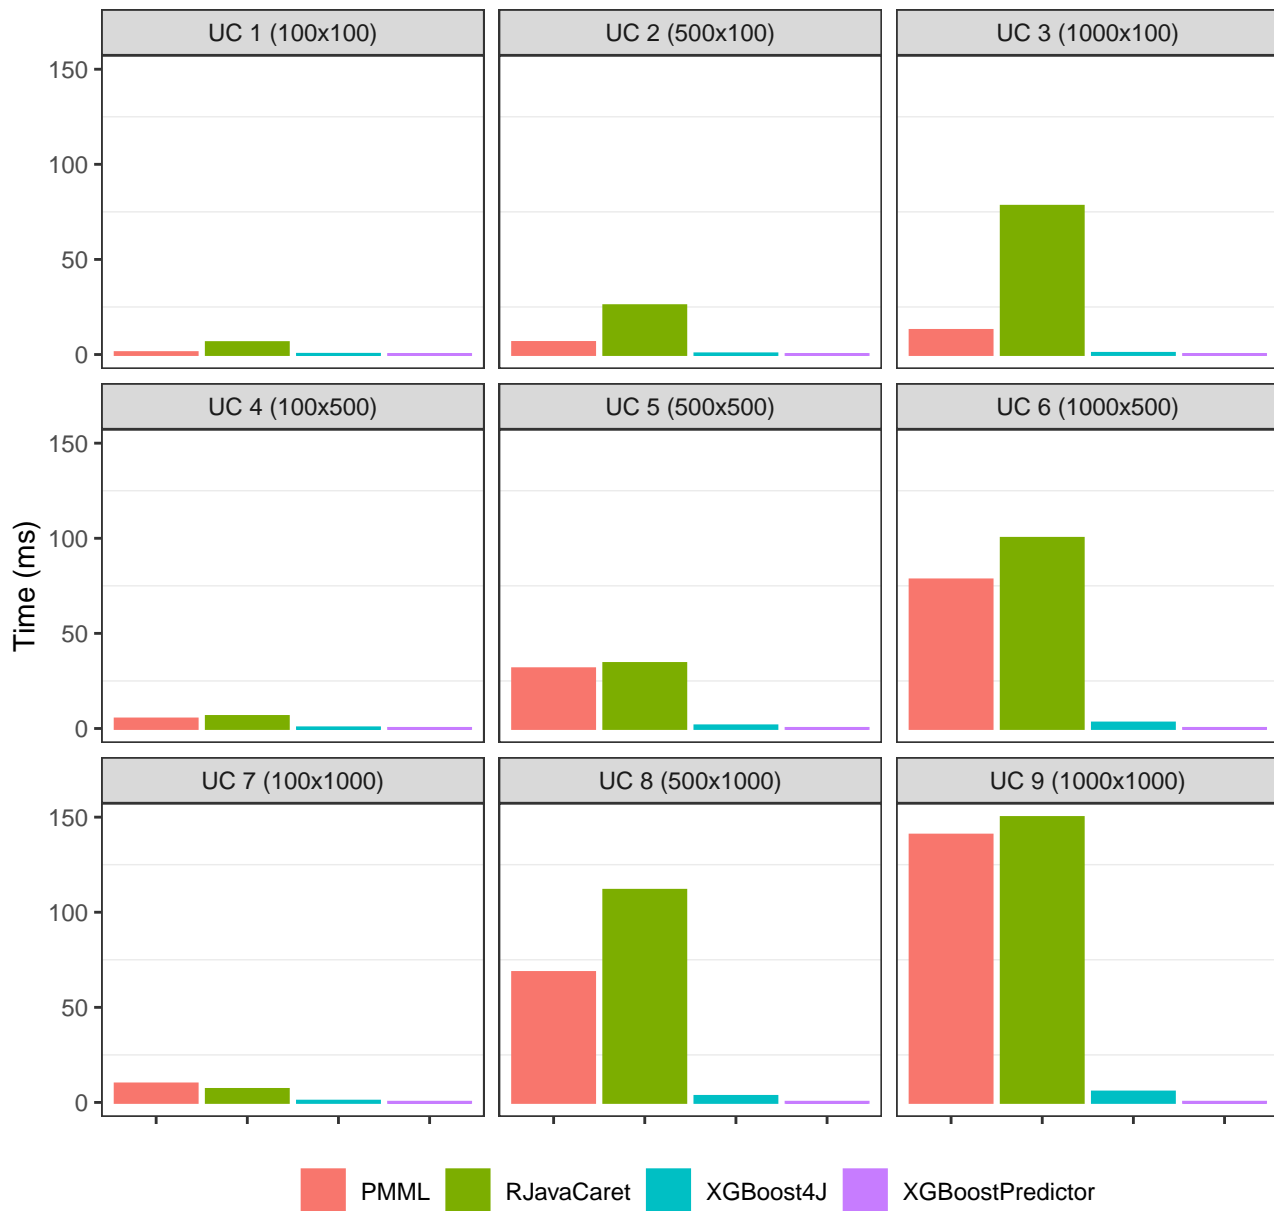 UC 1 (100x100) UC 2 (500x100) UC 3 (1000x100)
150
100
50
0
UC 4 (100x500) UC 5 (500x500) UC 6 (1000x500)
150
100
50
0
Time (ms)
UC 7 (100x1000) UC 8 (500x1000) UC 9 (1000x1000)
150
100
50
0
PMML RJavaCaret XGBoost4J XGBoostPredictor